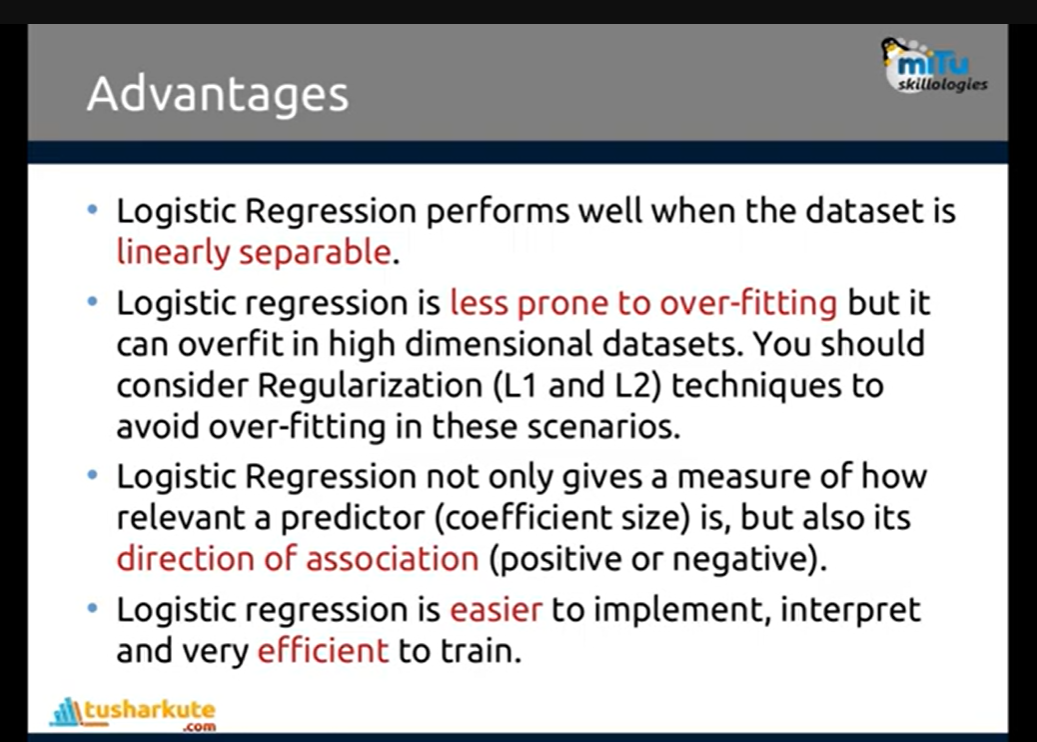 Advantages
miTu
skillologies
• Logistic Regression performs well when the dataset is
linearly separable.
• Logistic regression is less prone to over-fitting but it
can overfit in high dimensional datasets. You should
consider Regularization (L1 and L2) techniques to
avoid over-fitting in these scenarios.
• Logistic Regression not only gives a measure of how
relevant a predictor (coefficient size) is, but also its
direction of association (positive or negative).
• Logistic regression is easier to implement, interpret
and very efficient to train.
tusharkute
.com